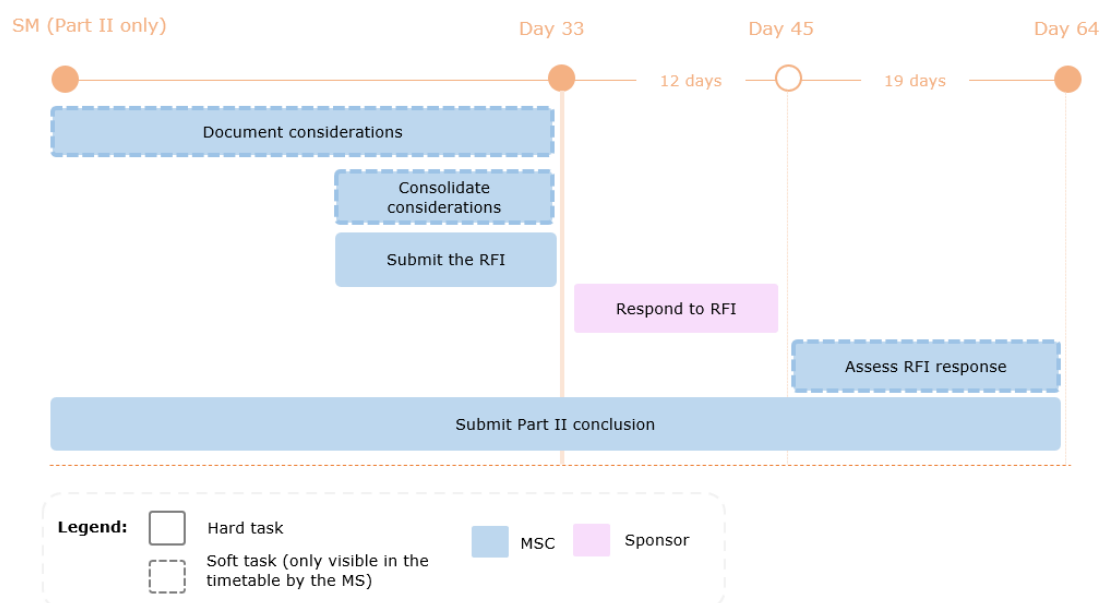 SM (Part II only)
Day 33
Day 45
Day 64
12 days
19 days
Document considerations
Consolidate
considerations
Submit the RFI
Respond to RFI
Assess RFI response
Submit Part II conclusion
Legend:
Hard task
MSC
Sponsor
Soft task (only visible in the
timetable by the MS)